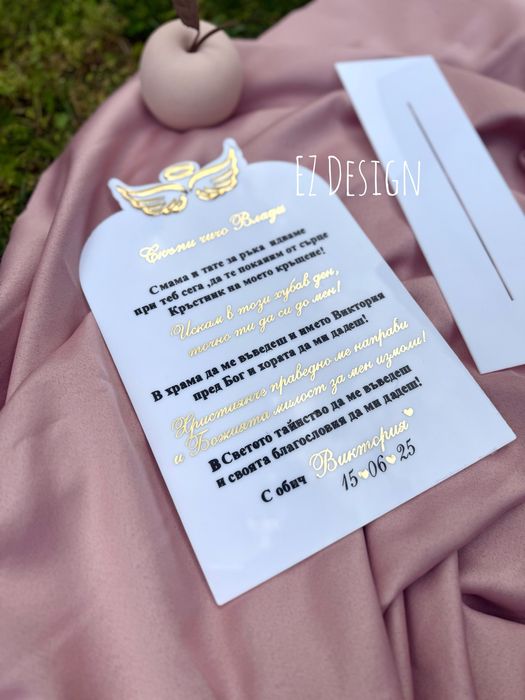 EZ DESIGN
Скъпи чичо Влади
С мама и тате за ръка идваме
при теб сега ,да те поканим от сърце
Кръстник на моето кръщене!
Искам в този хубав ден,
точно ти да си до мен!
В храма да ме въведеш и името Виктория
пред Бог и хората да ми дадеш!
Християнче праведно ме направи
и Божията милост за мен измоли!
В Светото тайнство да ме въведеш
и своята благословия да ми дадеш!
С обич Виктория
15 06 25